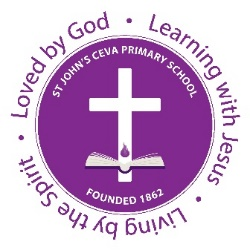 Loved by God • Learning with Jesus • Living by the Spirit •
ST JOHN'S CEVA PRIMARY SCHOOL
FOUNDED 1862